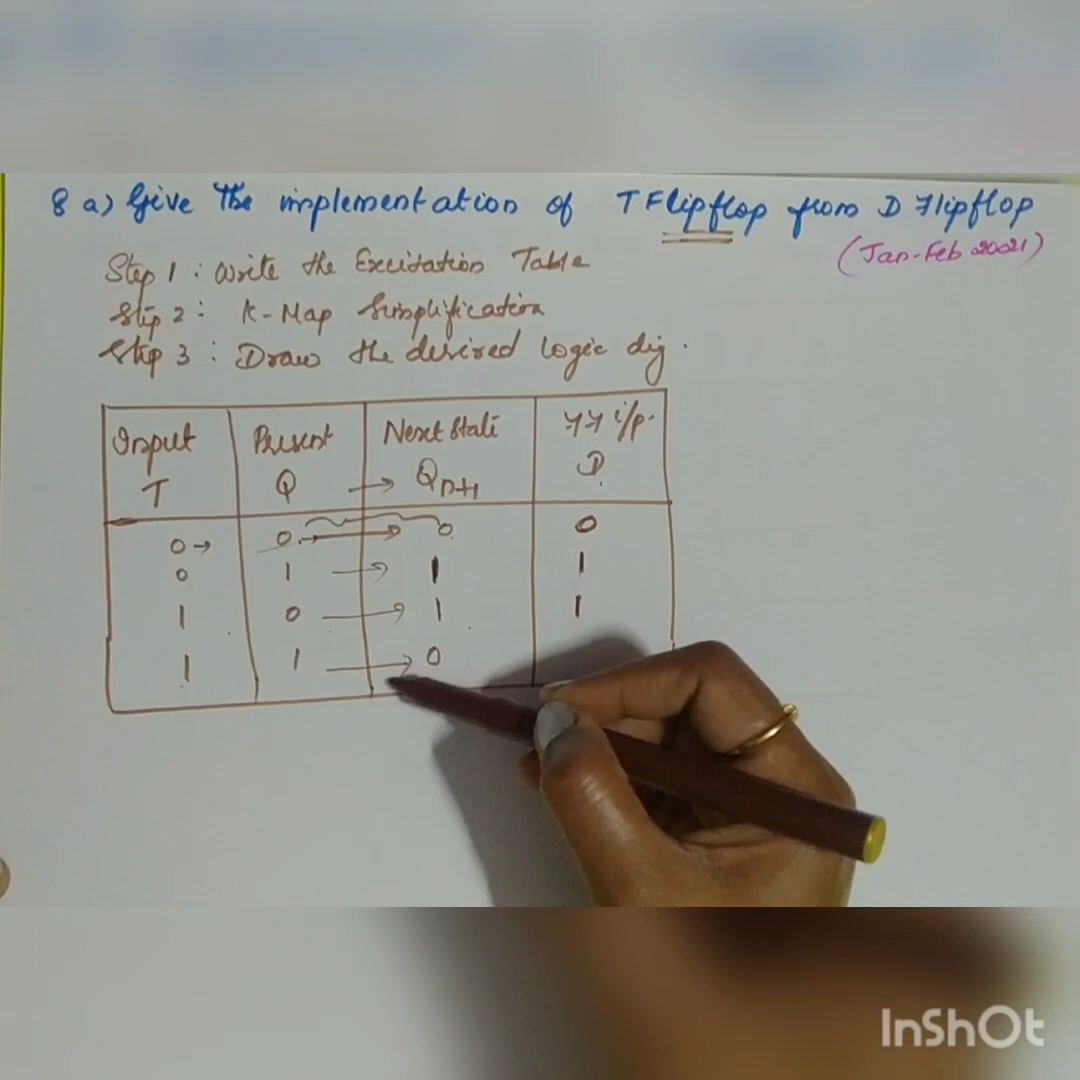 8 a) Give the implementation of T Flipflop from D Flipflop
(Jan-Feb 2021)
Step 1 : Write the Excitation Table
Step 2 : K-Map Simplification
Step 3 : Draw the desired logic dig.
Input Present Next State FF i/p.
T Q → Qn+1 D
0 → 0 → 0 0
0 1 → 1 1
1 0 → 1 1
1 1 → 0
InShOt